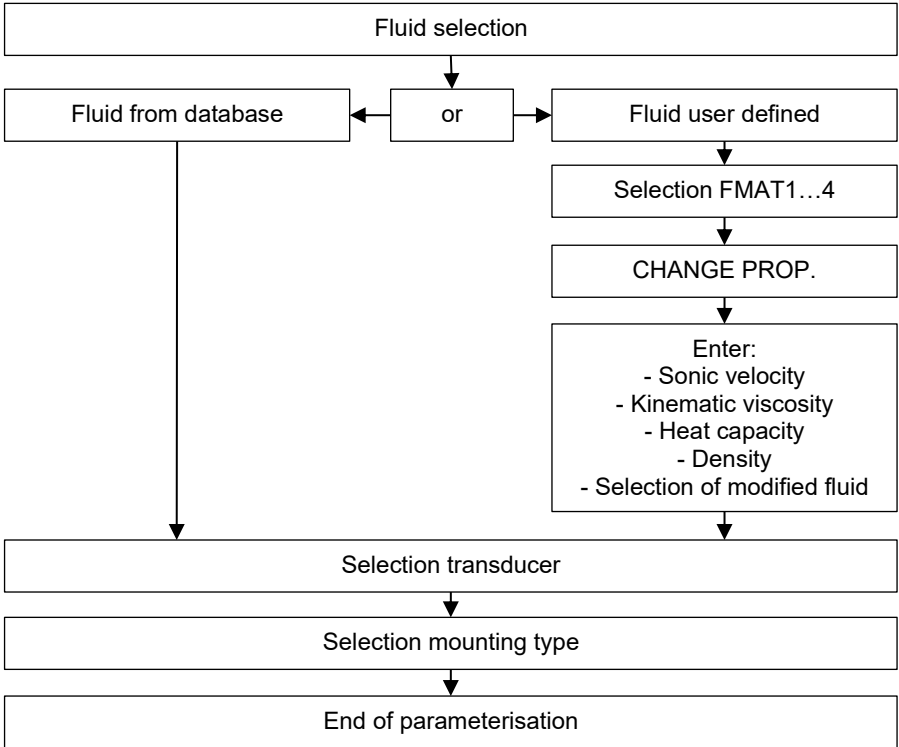 Fluid selection
Fluid from database
or
Fluid user defined
Selection FMAT1…4
CHANGE PROP.
Enter:
- Sonic velocity
- Kinematic viscosity
- Heat capacity
- Density
- Selection of modified fluid
Selection transducer
Selection mounting type
End of parameterisation